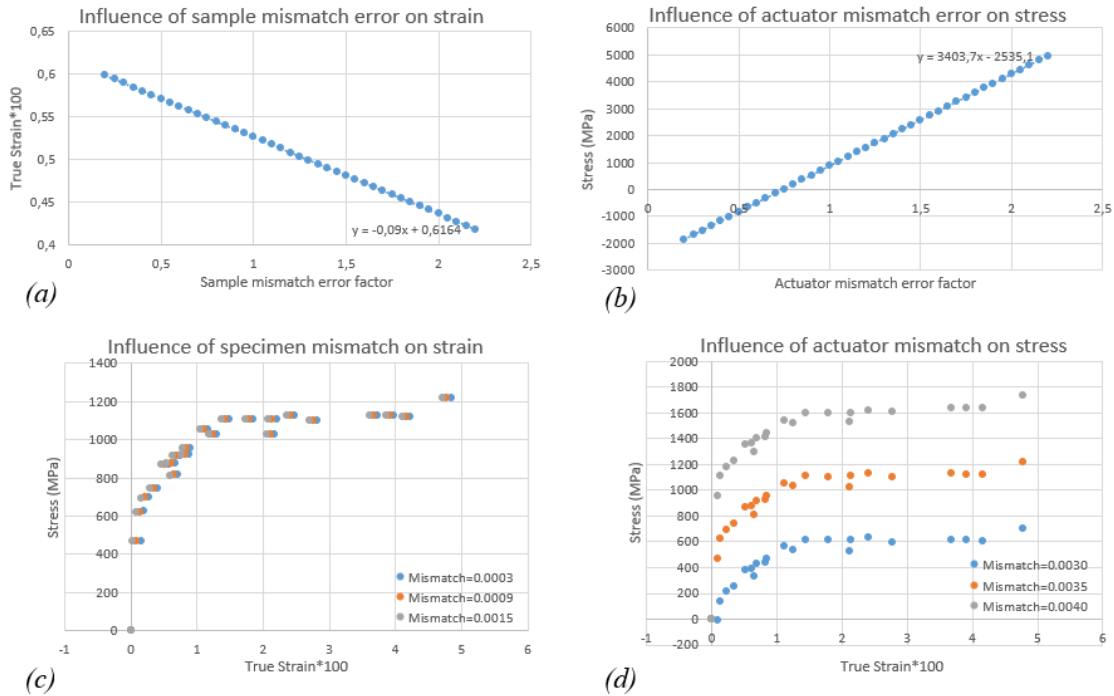 Influence of sample mismatch error on strain
0,65
0,6
0,55
0,5
0,45
0,4
True Strain*100
y = -0,09x + 0,6164
0
0,5
1
1,5
2
2,5
Sample mismatch error factor
(a)
Influence of actuator mismatch error on stress
6000
5000
4000
3000
2000
1000
0
-1000
-2000
-3000
Stress (MPa)
y = 3403,7x - 2535,1
0
0,5
1
1,5
2
2,5
Actuator mismatch error factor
(b)
Influence of specimen mismatch on strain
1400
1200
1000
800
600
400
200
0
Stress (MPa)
Mismatch=0.0003
Mismatch=0.0009
Mismatch=0.0015
-1
0
1
2
3
4
5
6
True Strain*100
(c)
Influence of actuator mismatch on stress
2000
1800
1600
1400
1200
1000
800
600
400
200
0
-200
Stress (MPa)
Mismatch=0.0030
Mismatch=0.0035
Mismatch=0.0040
-1
0
1
2
3
4
5
6
True Strain*100
(d)